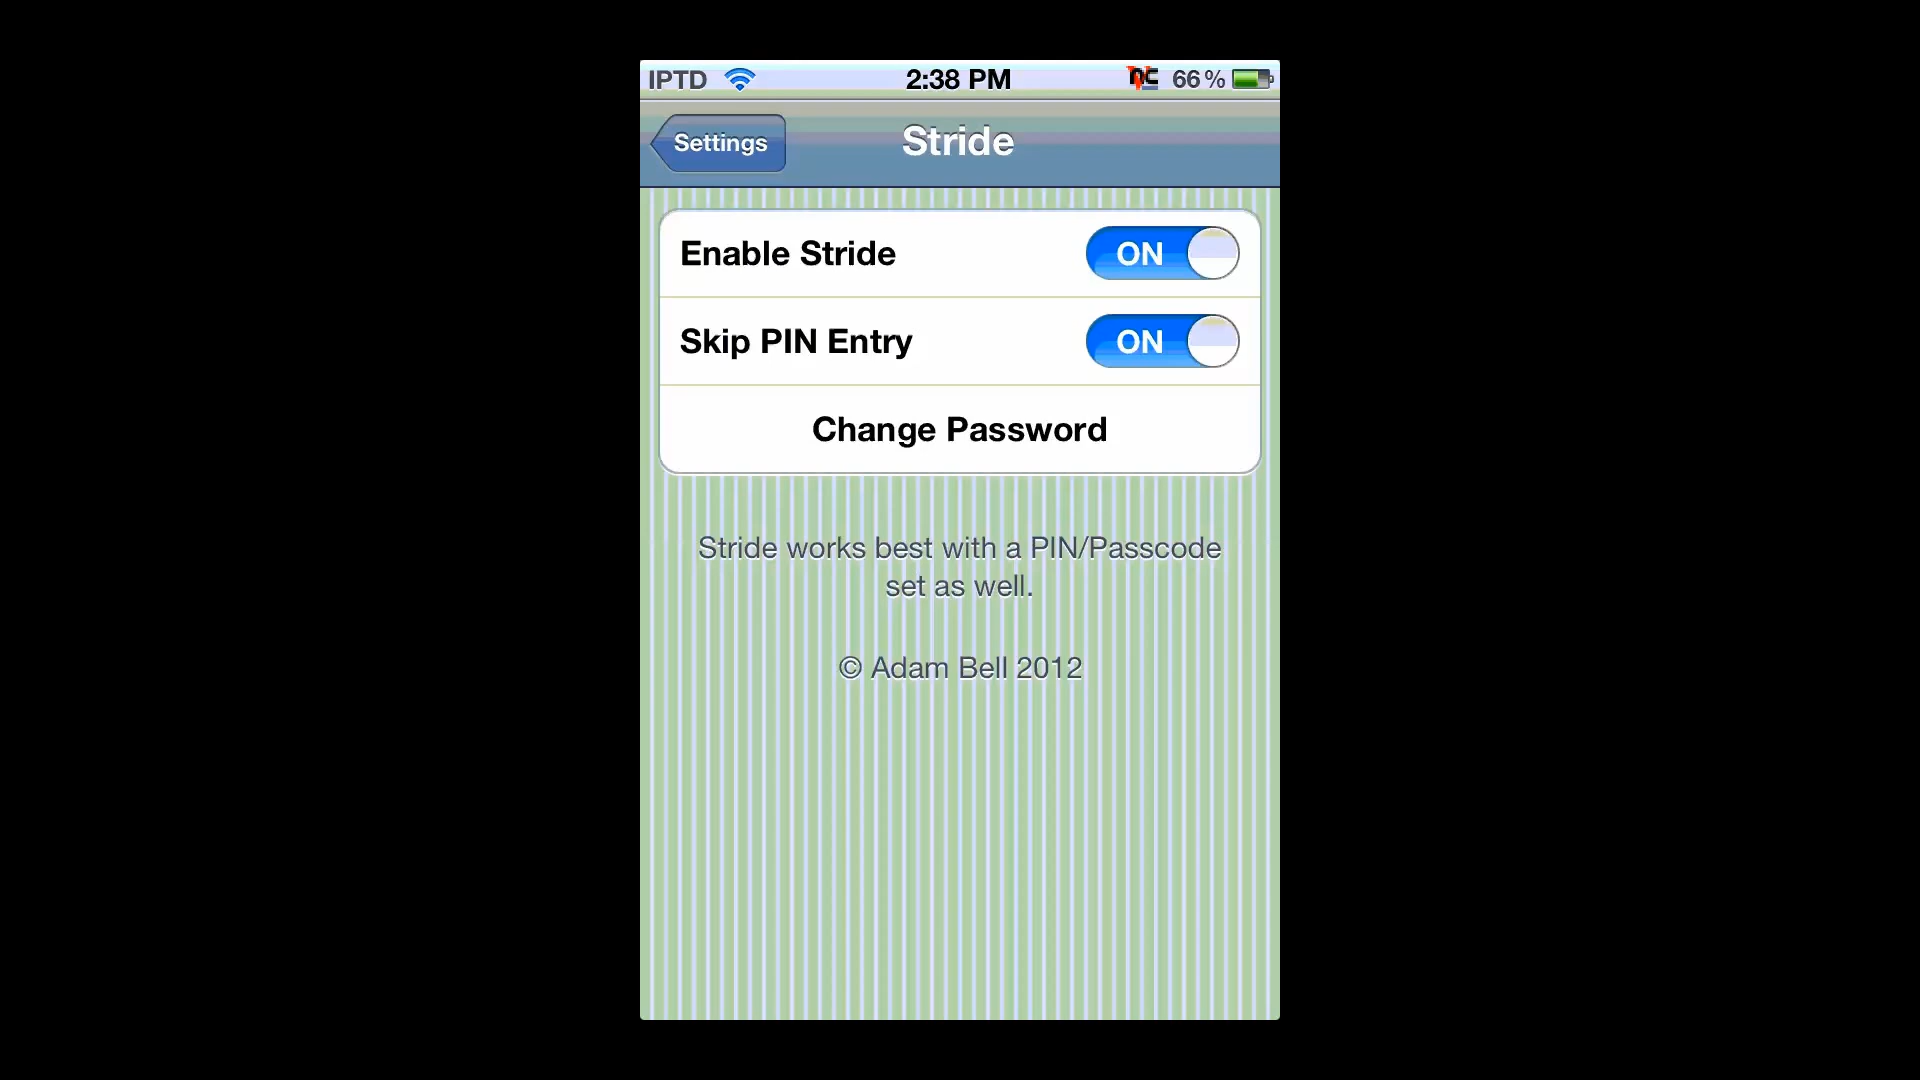 IPTD 2:38 PM 66%
Settings Stride
Enable Stride ON
Skip PIN Entry ON
Change Password
Stride works best with a PIN/Passcode
set as well.
© Adam Bell 2012